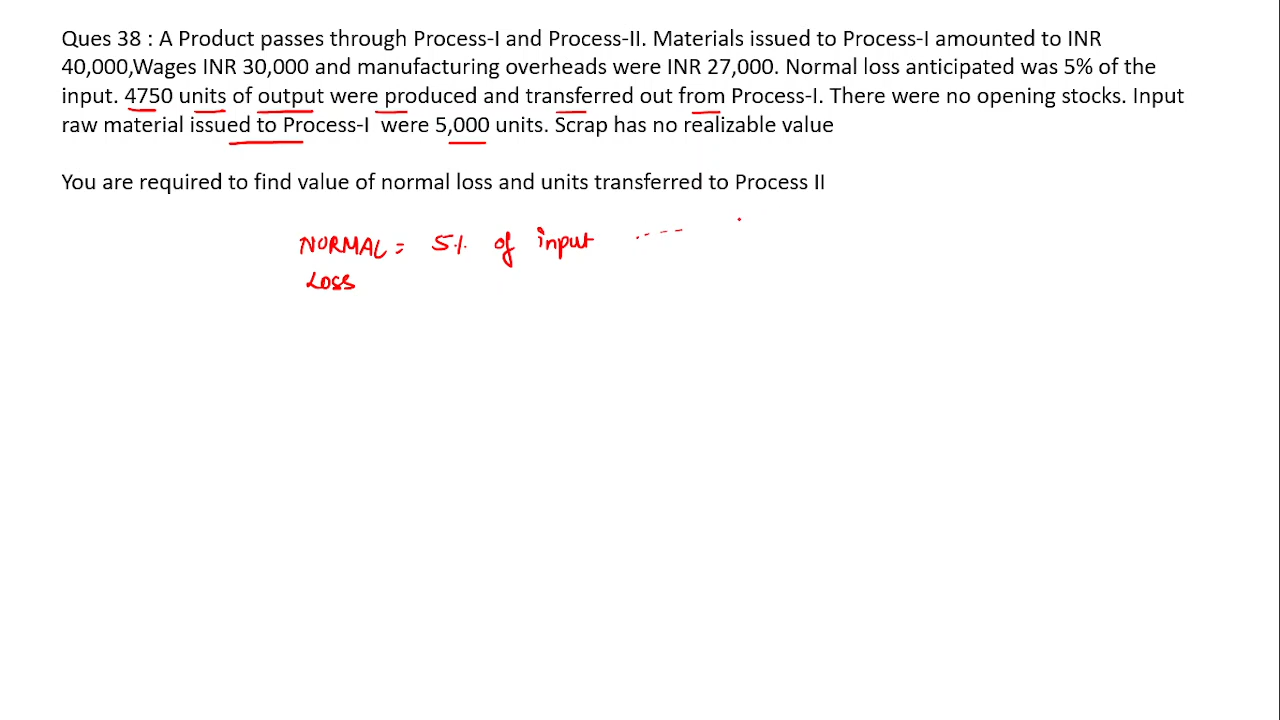 Ques 38 : A Product passes through Process-I and Process-II. Materials issued to Process-I amounted to INR
40,000,Wages INR 30,000 and manufacturing overheads were INR 27,000. Normal loss anticipated was 5% of the
input. 4750 units of output were produced and transferred out from Process-I. There were no opening stocks. Input
raw material issued to Process-I  were 5,000 units. Scrap has no realizable value
You are required to find value of normal loss and units transferred to Process II
NORMAL = 5% of input .....
Loss